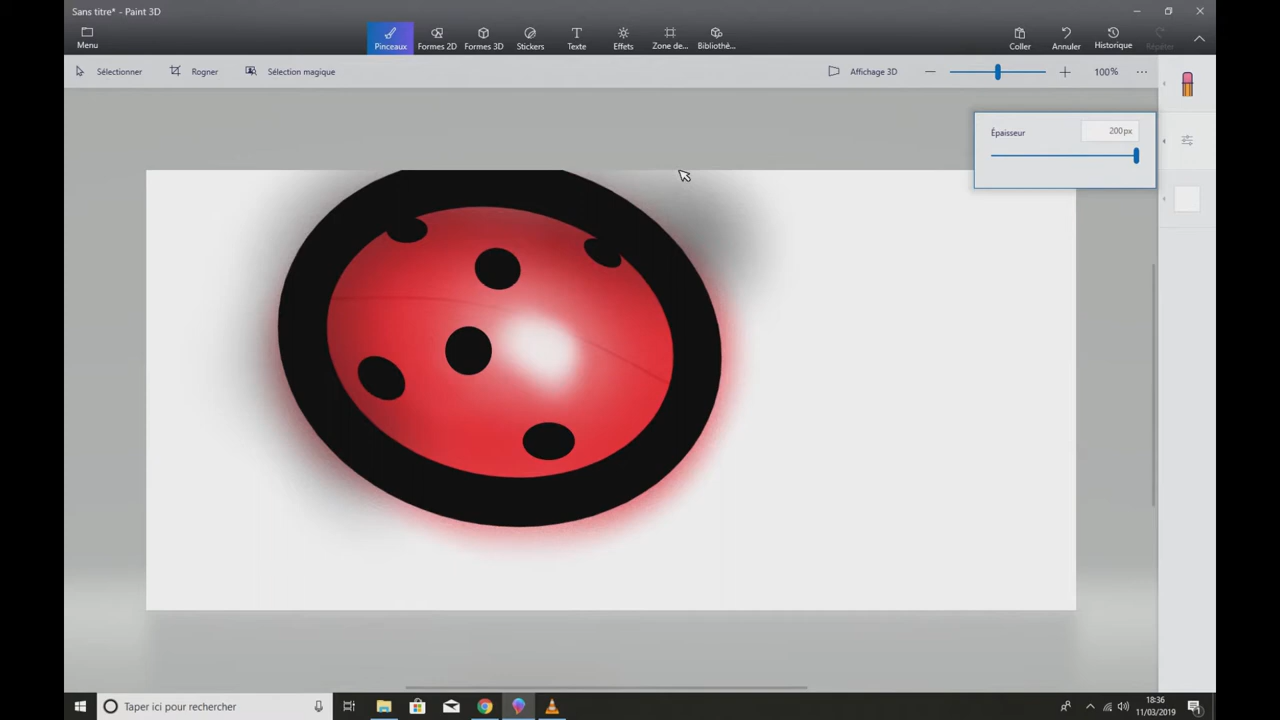 Sans titre* - Paint 3D
Menu
Pinceaux
Formes 2D
Formes 3D
Stickers
Texte
Effets
Zone de...
Bibliothè...
Coller
Annuler
Historique
Répéter
Sélectionner
Rogner
Sélection magique
Affichage 3D
100%
Épaisseur
200px
Taper ici pour rechercher
18:36
11/03/2019